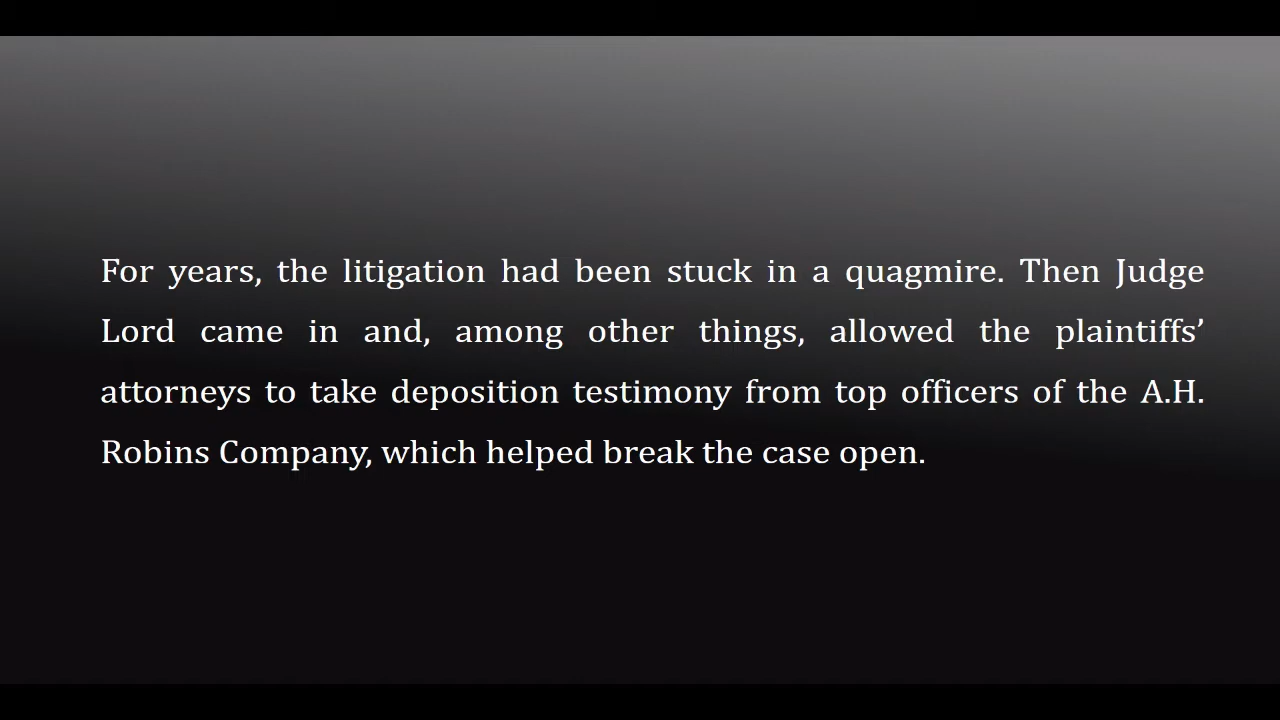 For years, the litigation had been stuck in a quagmire. Then Judge
Lord came in and, among other things, allowed the plaintiffs’
attorneys to take deposition testimony from top officers of the A.H.
Robins Company, which helped break the case open.